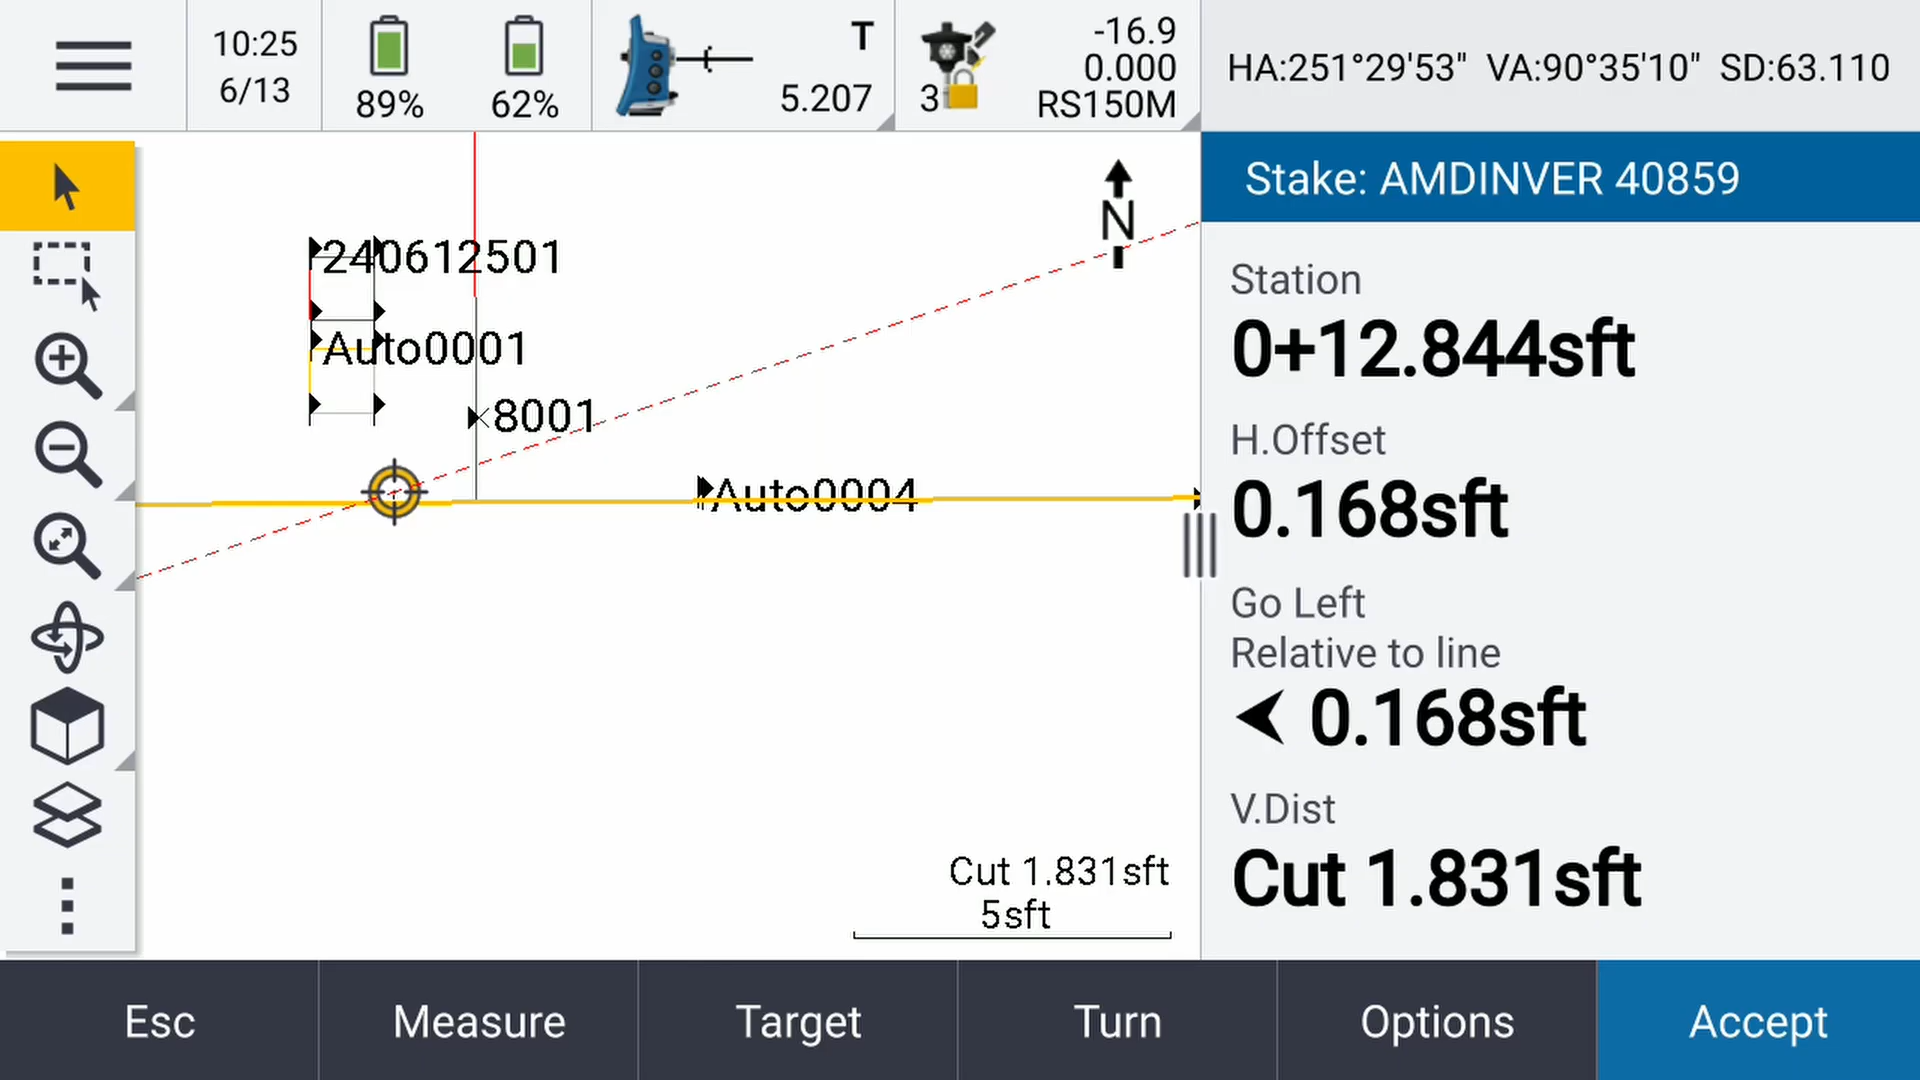 10:25
6/13
89%
62%
T
5.207
3
-16.9
0.000
RS150M
HA:251°29'53" VA:90°35'10" SD:63.110
Stake: AMDINVER 40859
N
240612501
Auto0001
8001
Auto0004
Cut 1.831sft
5sft
Station
0+12.844sft
H.Offset
0.168sft
Go Left
Relative to line
0.168sft
V.Dist
Cut 1.831sft
Esc
Measure
Target
Turn
Options
Accept